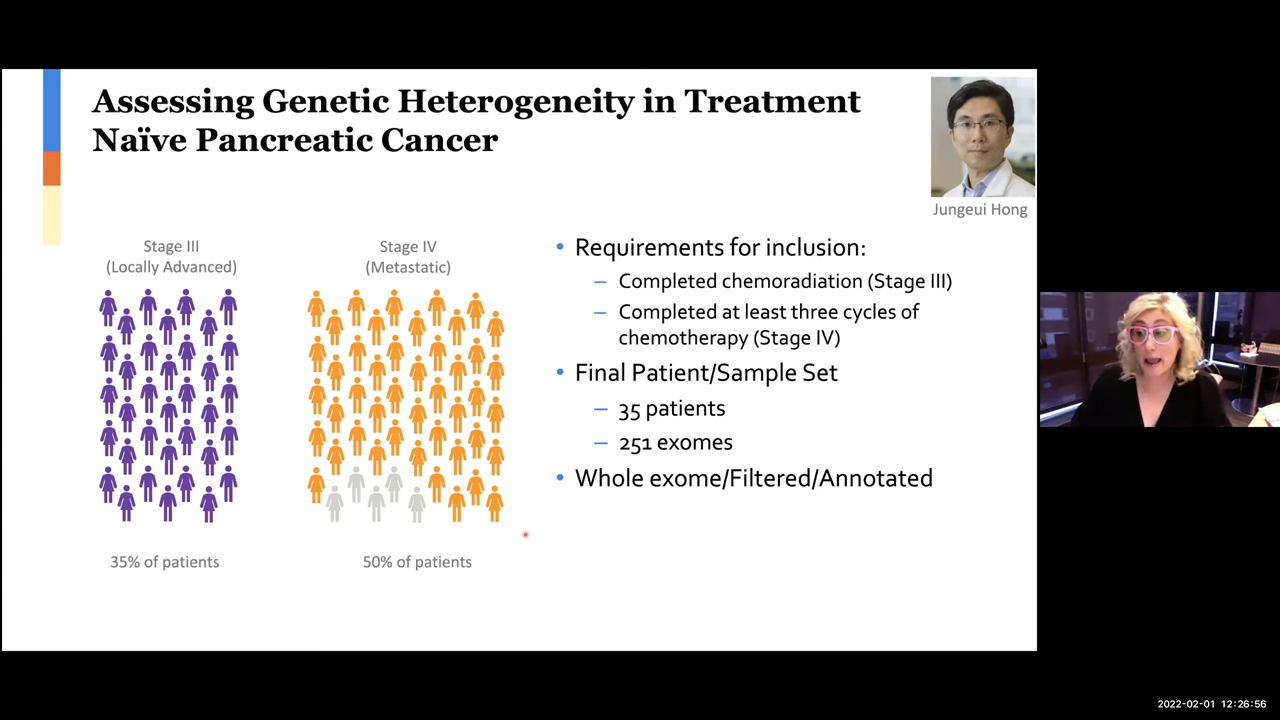 Assessing Genetic Heterogeneity in Treatment
Naïve Pancreatic Cancer
Jungeui Hong
Stage III
(Locally Advanced)
Stage IV
(Metastatic)
35% of patients
50% of patients
• Requirements for inclusion:
– Completed chemoradiation (Stage III)
– Completed at least three cycles of
chemotherapy (Stage IV)
• Final Patient/Sample Set
– 35 patients
– 251 exomes
• Whole exome/Filtered/Annotated
2022-02-01 12:26:56